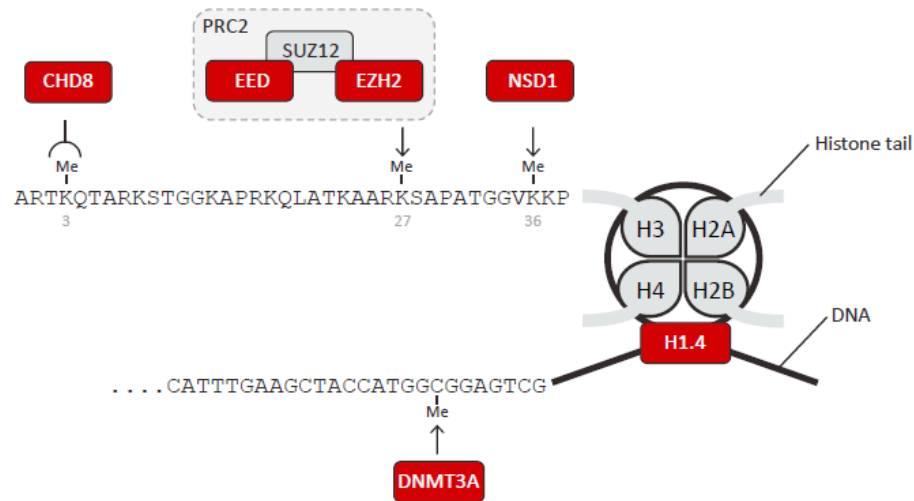 PRC2
SUZ12
CHD8
EED
EZH2
NSD1
Me
Me
Me
Histone tail
ARTKQTARKSTGGKAPRKQLATKAARKSAPATGGVKKP
3
27
36
H3
H2A
H4
H2B
DNA
H1.4
....CATTTGAAGCTACCATGGCGGAGTCG
Me
DNMT3A